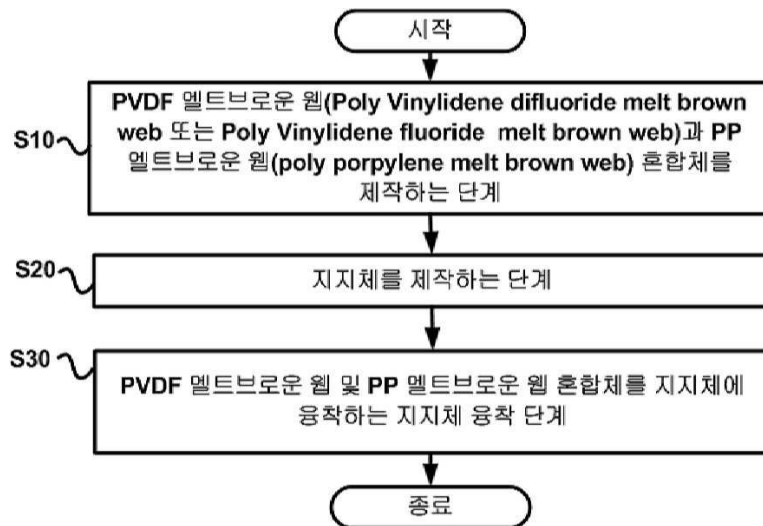 시작
S10
PVDF 멜트브로운 웹(Poly Vinylidene difluoride melt brown
web 또는 Poly Vinylidene fluoride melt brown web)과 PP
멜트브로운 웹(poly porpylene melt brown web) 혼합체를
제작하는 단계
S20
지지체를 제작하는 단계
S30
PVDF 멜트브로운 웹 및 PP 멜트브로운 웹 혼합체를 지지체에
융착하는 지지체 융착 단계
종료